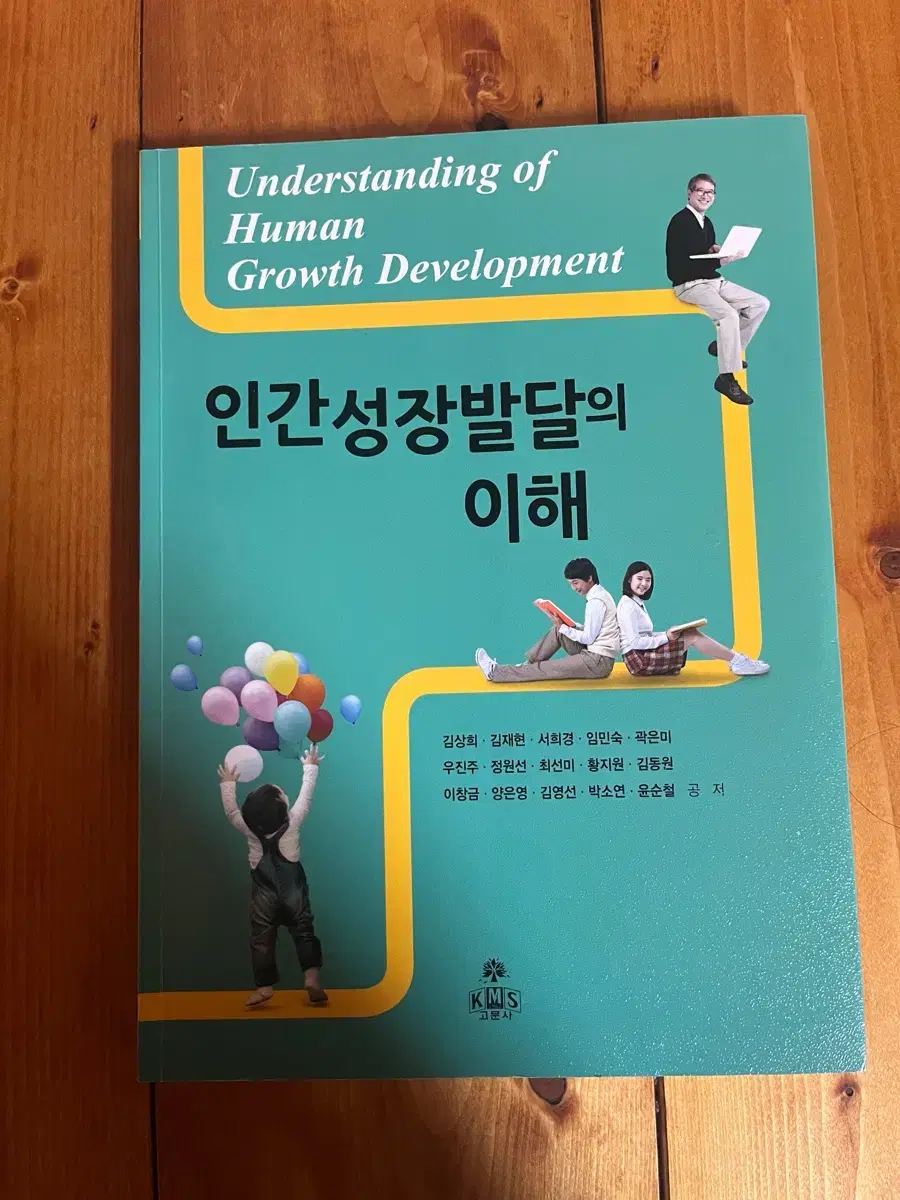 Understanding of
Human
Growth Development
인간성장발달의
이해
김상희 · 김재현 · 서희경 · 임민숙 · 곽은미
우진주 · 정원선 · 최선미 · 황지원 · 김동원
이창금 · 양은영 · 김영선 · 박소연 · 윤순철 공 저
KMS
고문사